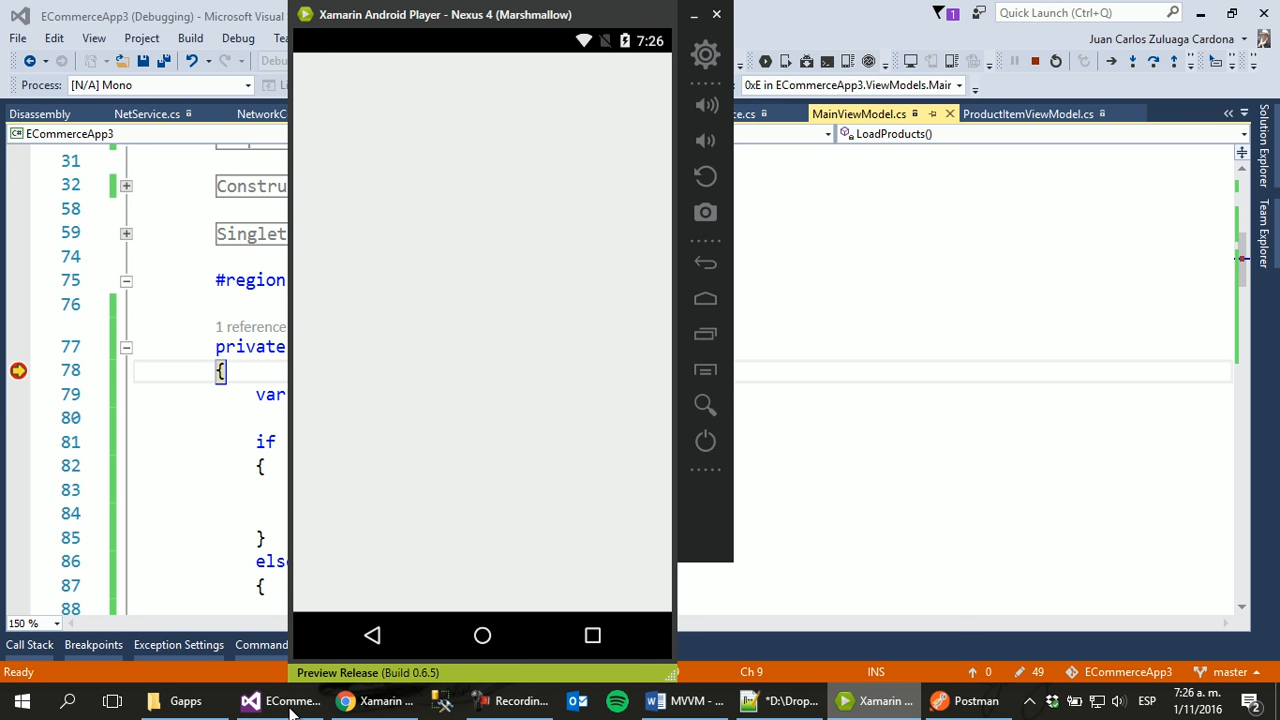 ECommerceApp3 (Debugging) - Microsoft Visual
Xamarin Android Player - Nexus 4 (Marshmallow)
1
Quick Launch (Ctrl+Q)
File Edit View Project Build Debug
Juan Carlos Zuluaga Cardona
7:26
Process: [N/A] Mono
0xE in ECommerceApp3.ViewModels.Main
Disassembly NetService.cs
MainViewModel.cs ProductItemViewModel.cs
ECommerceApp3
LoadProducts()
Solution Explorer
Team Explorer
31
32 Constru
58
59 Singlet
74
75 #region
76
1 reference
77 private
78 {
79 var
80
81 if
82 {
83
84
85 }
86 else
87 {
88
150 %
Call Stack Breakpoints Exception Settings Command
Preview Release (Build 0.6.5)
Ready Ch 9 INS 0 49 ECommerceApp3 master
Gapps EComme... Xamarin ... Recordin... MVVM - ... *D:\Drop... Xamarin ... Postman ESP
7:26 a. m.
1/11/2016
2